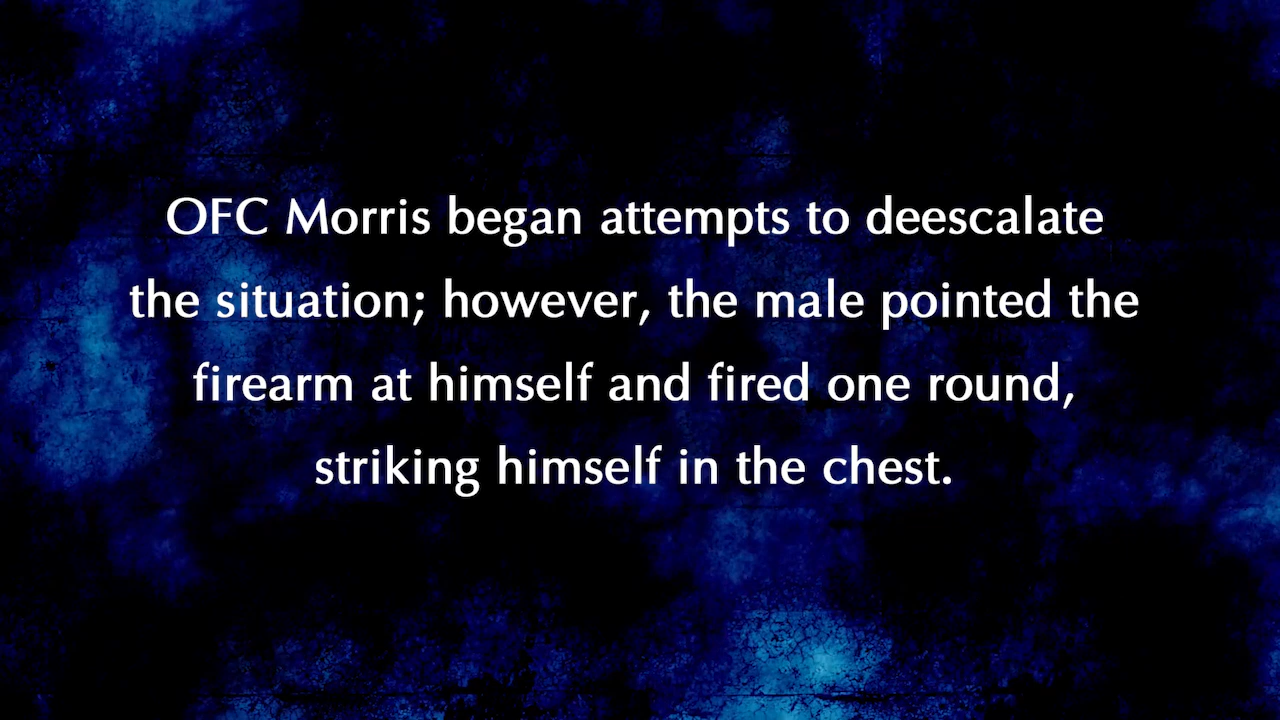 OFC Morris began attempts to deescalate
the situation; however, the male pointed the
firearm at himself and fired one round,
striking himself in the chest.